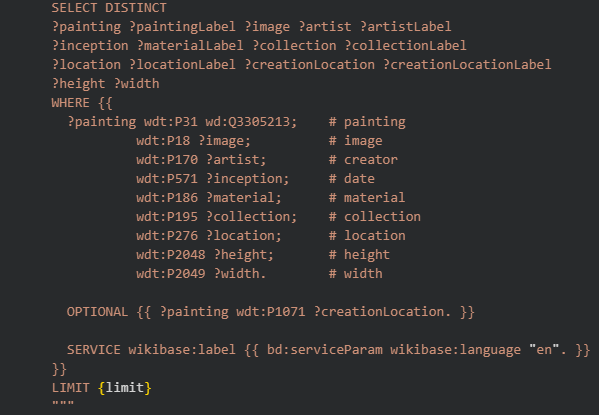 SELECT DISTINCT
?painting ?paintingLabel ?image ?artist ?artistLabel
?inception ?materialLabel ?collection ?collectionLabel
?location ?locationLabel ?creationLocation ?creationLocationLabel
?height ?width
WHERE {{
  ?painting wdt:P31 wd:Q3305213;    # painting
           wdt:P18 ?image;          # image
           wdt:P170 ?artist;        # creator
           wdt:P571 ?inception;     # date
           wdt:P186 ?material;      # material
           wdt:P195 ?collection;    # collection
           wdt:P276 ?location;      # location
           wdt:P2048 ?height;       # height
           wdt:P2049 ?width.        # width

  OPTIONAL {{ ?painting wdt:P1071 ?creationLocation. }}

  SERVICE wikibase:label {{ bd:serviceParam wikibase:language "en". }}
}}
LIMIT {limit}
"""